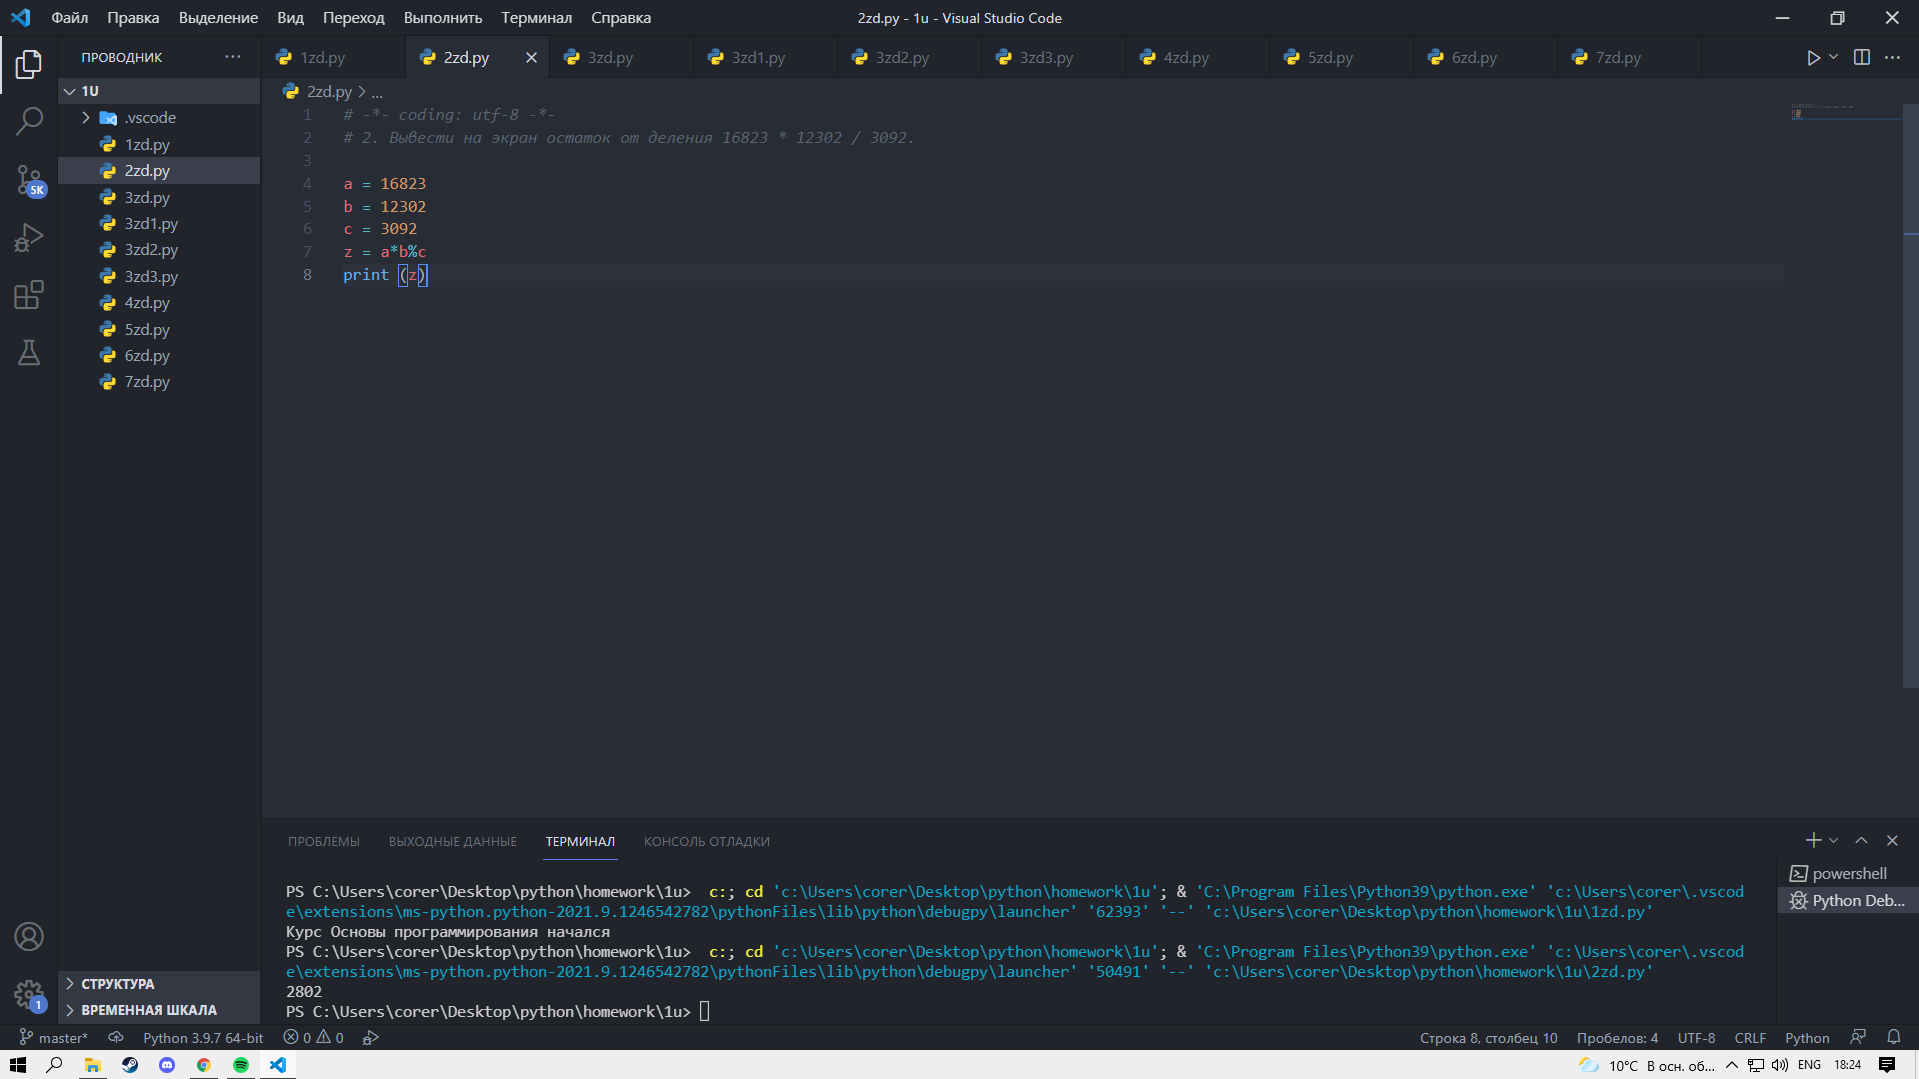 Файл Правка Выделение Вид Переход Выполнить Терминал Справка
2zd.py - 1u - Visual Studio Code
ПРОВОДНИК
1zd.py 2zd.py 3zd.py 3zd1.py 3zd2.py 3zd3.py 4zd.py 5zd.py 6zd.py 7zd.py
1U
.vscode
1zd.py
2zd.py
3zd.py
3zd1.py
3zd2.py
3zd3.py
4zd.py
5zd.py
6zd.py
7zd.py
5K
1
СТРУКТУРА
ВРЕМЕННАЯ ШКАЛА
2zd.py > ...
1 # -*- coding: utf-8 -*-
2 # 2. Вывести на экран остаток от деления 16823 * 12302 / 3092.
3
4 a = 16823
5 b = 12302
6 c = 3092
7 z = a*b%c
8 print (z)
ПРОБЛЕМЫ ВЫХОДНЫЕ ДАННЫЕ ТЕРМИНАЛ КОНСОЛЬ ОТЛАДКИ
PS C:\Users\corer\Desktop\python\homework\1u>  c:; cd 'c:\Users\corer\Desktop\python\homework\1u'; & 'C:\Program Files\Python39\python.exe' 'c:\Users\corer\.vscod
e\extensions\ms-python.python-2021.9.1246542782\pythonFiles\lib\python\debugpy\launcher' '62393' '--' 'c:\Users\corer\Desktop\python\homework\1u\1zd.py'
Курс Основы программирования начался
PS C:\Users\corer\Desktop\python\homework\1u>  c:; cd 'c:\Users\corer\Desktop\python\homework\1u'; & 'C:\Program Files\Python39\python.exe' 'c:\Users\corer\.vscod
e\extensions\ms-python.python-2021.9.1246542782\pythonFiles\lib\python\debugpy\launcher' '50491' '--' 'c:\Users\corer\Desktop\python\homework\1u\2zd.py'
2802
PS C:\Users\corer\Desktop\python\homework\1u>
powershell
Python Deb...
master* Python 3.9.7 64-bit 0 0
Строка 8, столбец 10 Пробелов: 4 UTF-8 CRLF Python
10°C В осн. об... ENG 18:24